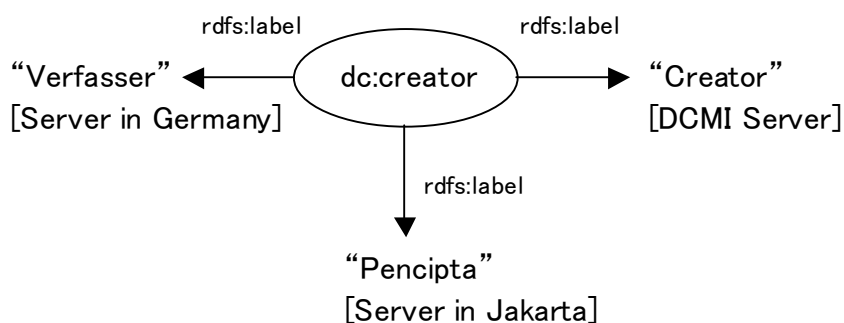 rdfs:label
rdfs:label
“Verfasser”
dc:creator
“Creator”
[Server in Germany]
[DCMI Server]
rdfs:label
“Pencipta”
[Server in Jakarta]